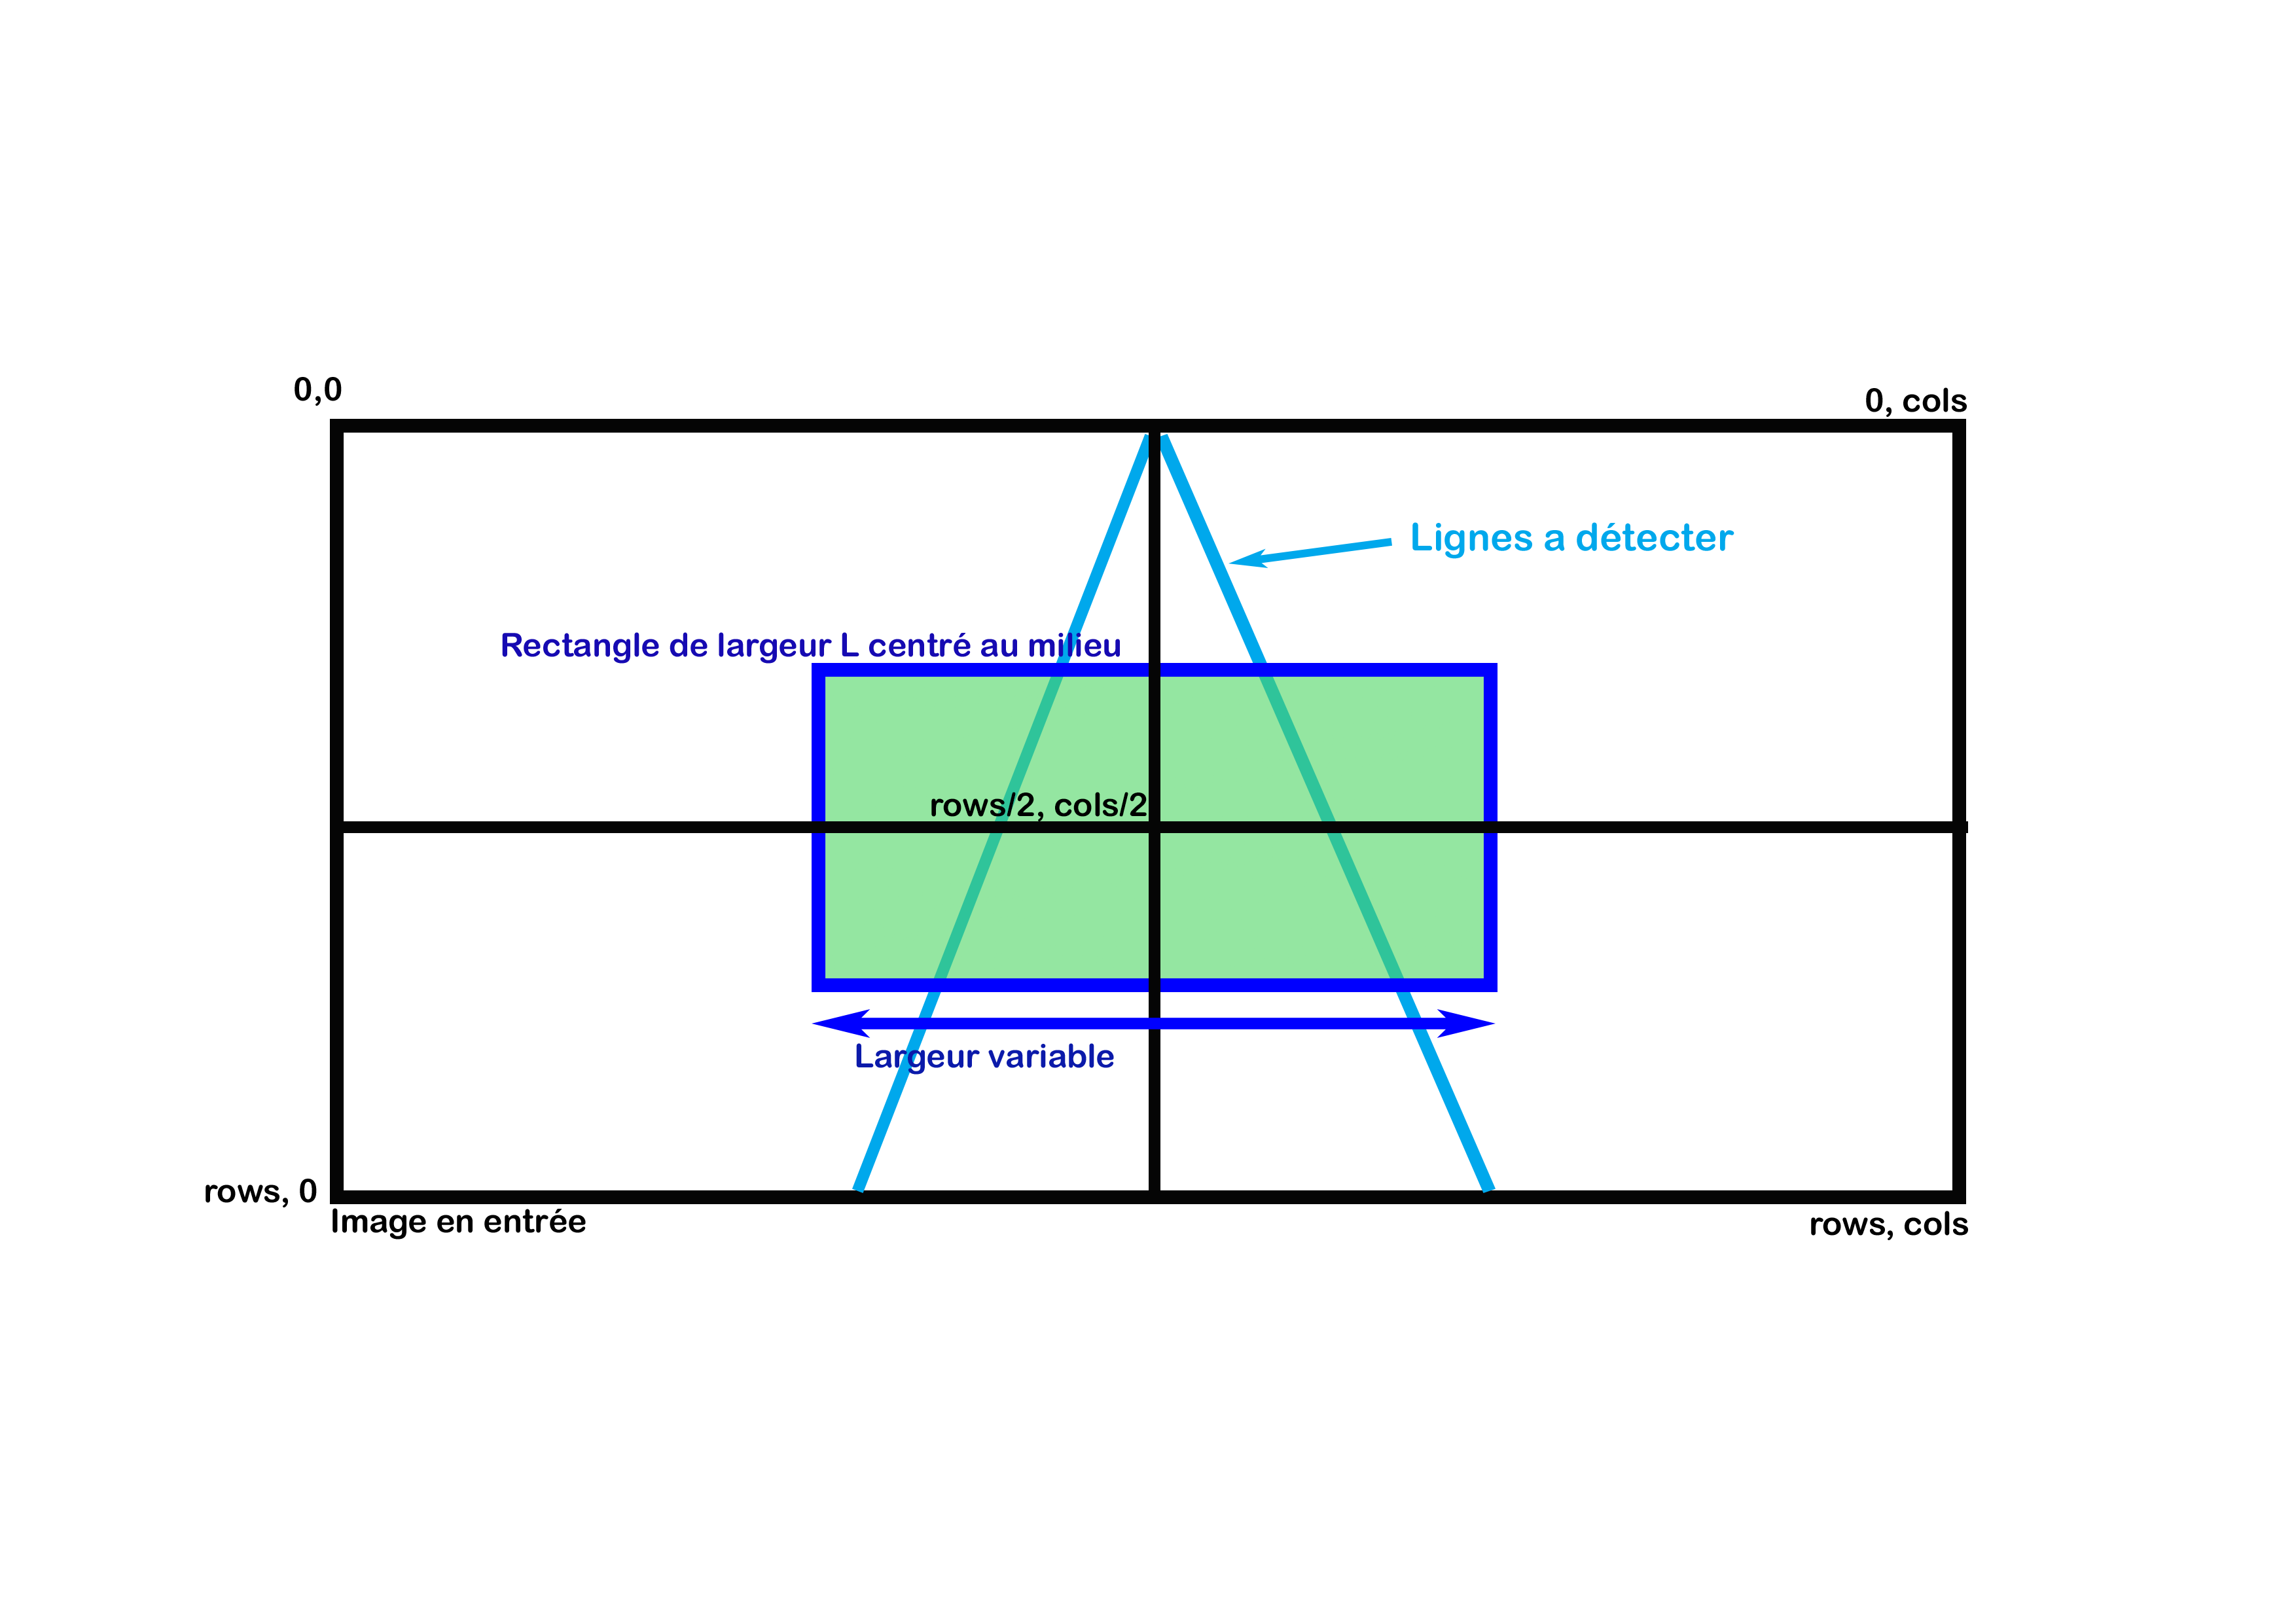 0,0
0, cols
Lignes a détecter
Rectangle de largeur L centré au milieu
rows/2, cols/2
Largeur variable
rows, 0
Image en entrée
rows, cols